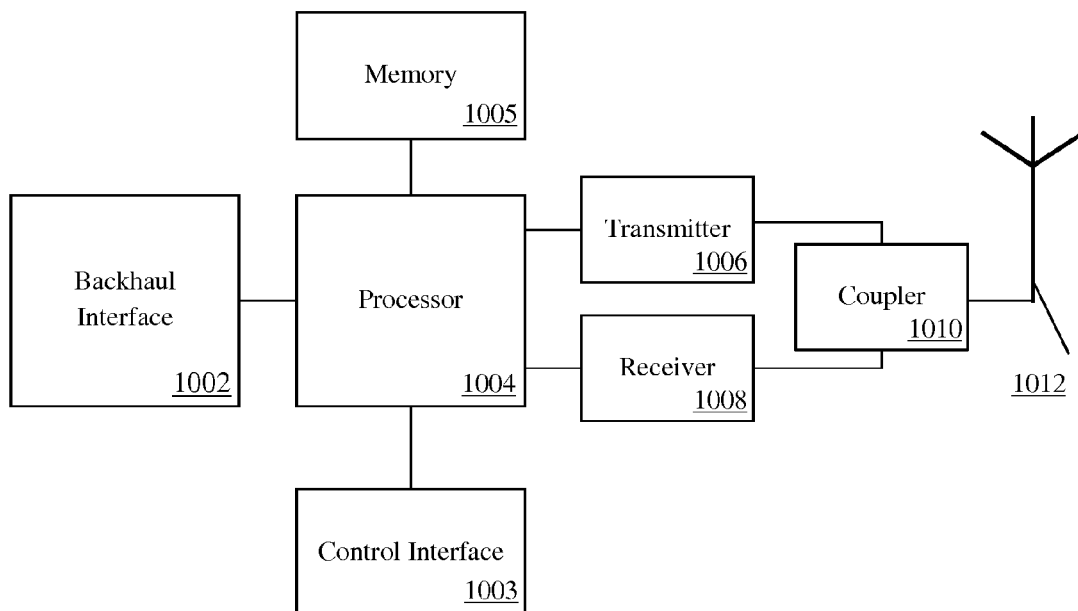 Memory
1005
Backhaul
Interface
1002
Processor
1004
Transmitter
1006
Receiver
1008
Coupler
1010
1012
Control Interface
1003